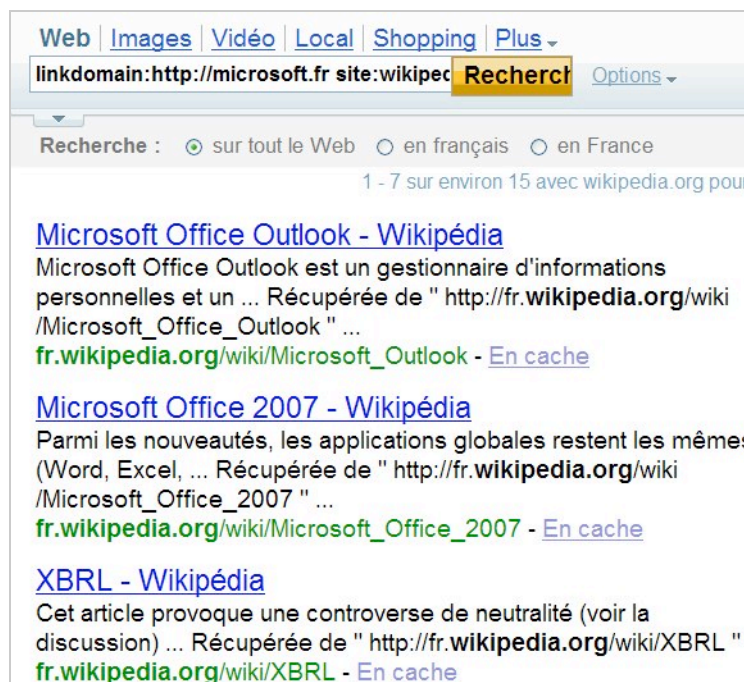 Web | Images | Vidéo | Local | Shopping | Plus
linkdomain:http://microsoft.fr site:wikiped Recherch Options
Recherche : sur tout le Web en français en France
1 - 7 sur environ 15 avec wikipedia.org pour
Microsoft Office Outlook - Wikipédia
Microsoft Office Outlook est un gestionnaire d'informations
personnelles et un ... Récupérée de " http://fr.wikipedia.org/wiki
/Microsoft_Office_Outlook " ...
fr.wikipedia.org/wiki/Microsoft_Outlook - En cache
Microsoft Office 2007 - Wikipédia
Parmi les nouveautés, les applications globales restent les mêmes
(Word, Excel, ... Récupérée de " http://fr.wikipedia.org/wiki
/Microsoft_Office_2007 " ...
fr.wikipedia.org/wiki/Microsoft_Office_2007 - En cache
XBRL - Wikipédia
Cet article provoque une controverse de neutralité (voir la
discussion) ... Récupérée de " http://fr.wikipedia.org/wiki/XBRL "
fr.wikipedia.org/wiki/XBRL - En cache